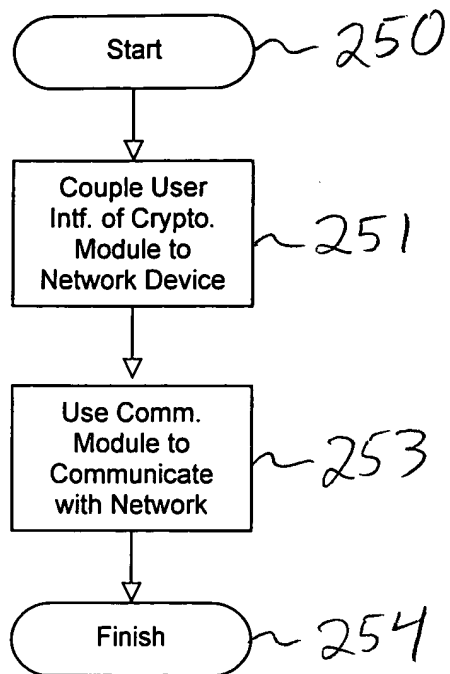 Start
250
Couple User
Intf. of Crypto.
Module to
Network Device
251
Use Comm.
Module to
Communicate
with Network
253
Finish
254